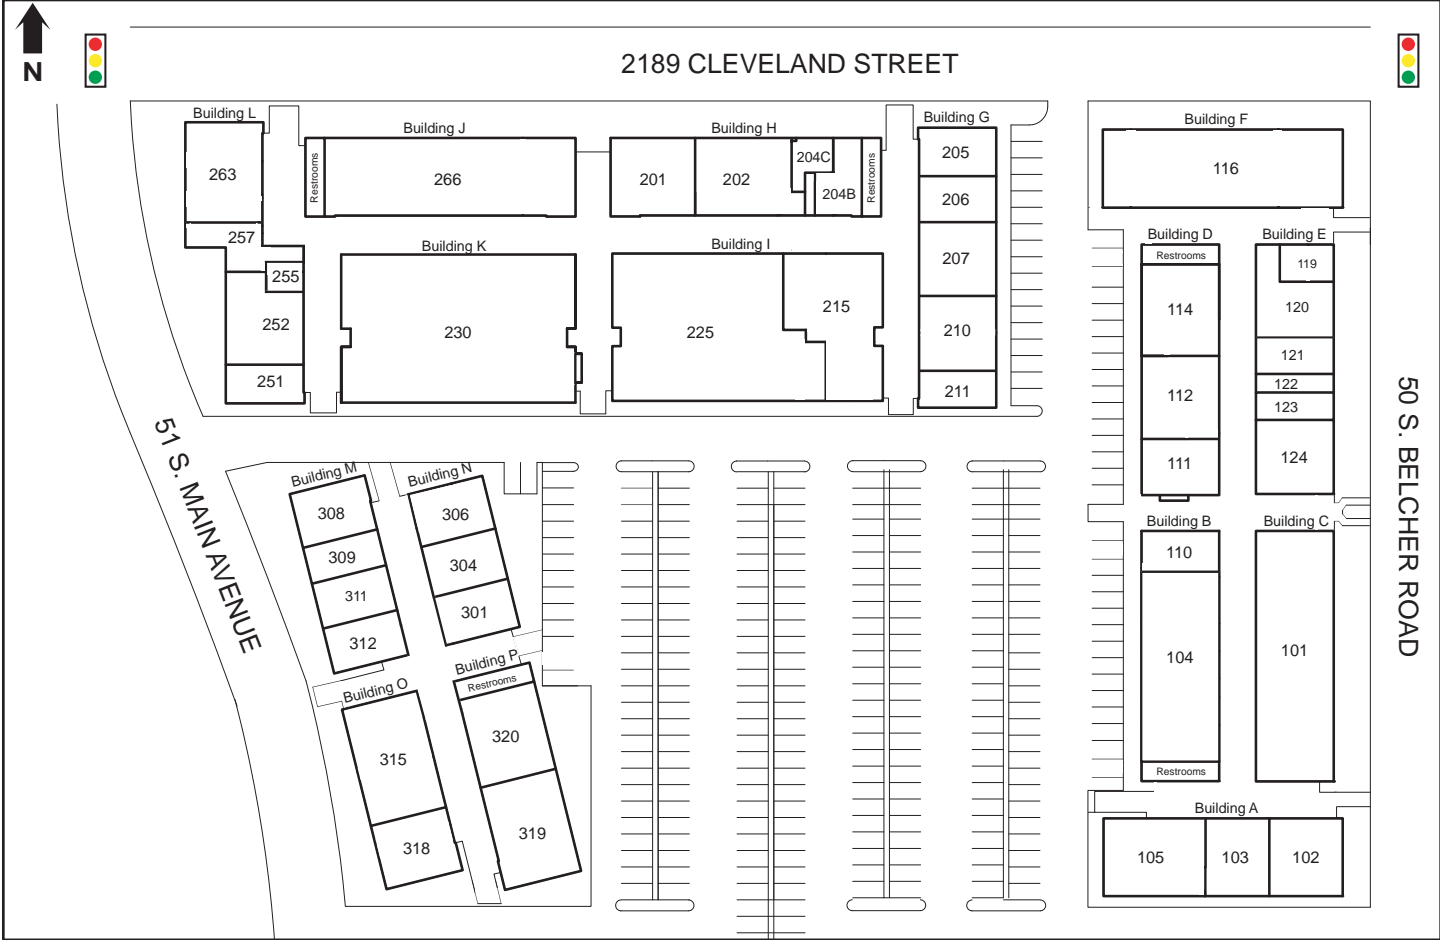 N
2189 CLEVELAND STREET
Building L
263
257
255
252
251
Building J
Restrooms
266
Building H
201
202
204C
204B
Restrooms
Building G
205
206
207
210
211
Building K
230
Building I
225
215
Building F
116
Building D
Restrooms
114
112
111
Building E
119
120
121
122
123
124
Building B
110
104
Restrooms
Building C
101
Building A
105
103
102
50 S. BELCHER ROAD
51 S. MAIN AVENUE
Building M
308
309
311
312
Building N
306
304
301
Building O
315
318
Building P
Restrooms
320
319